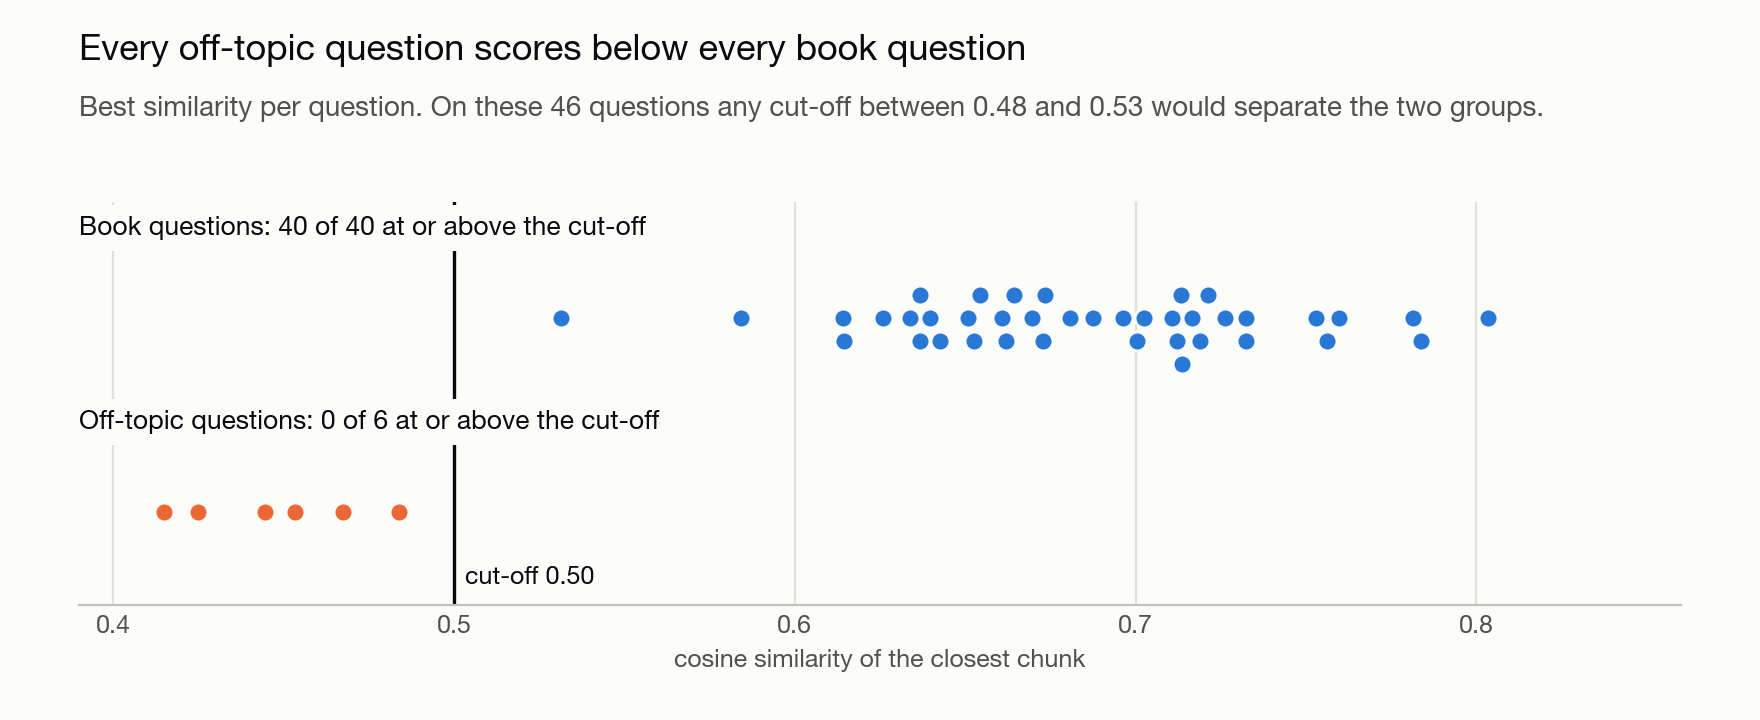 Every off-topic question scores below every book question
Best similarity per question. On these 46 questions any cut-off between 0.48 and 0.53 would separate the two groups.
Book questions: 40 of 40 at or above the cut-off
Off-topic questions: 0 of 6 at or above the cut-off
cut-off 0.50
0.4 0.5 0.6 0.7 0.8
cosine similarity of the closest chunk